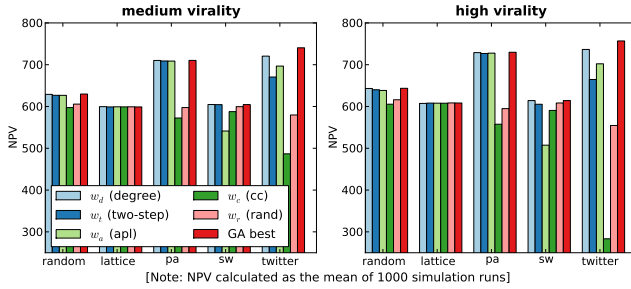 medium virality
high virality
800
700
600
500
400
300
NPV
w_d (degree)
w_t (two-step)
w_a (apl)
w_c (cc)
w_r (rand)
GA best
random lattice pa sw twitter
800
700
600
500
400
300
NPV
random lattice pa sw twitter
[Note: NPV calculated as the mean of 1000 simulation runs]